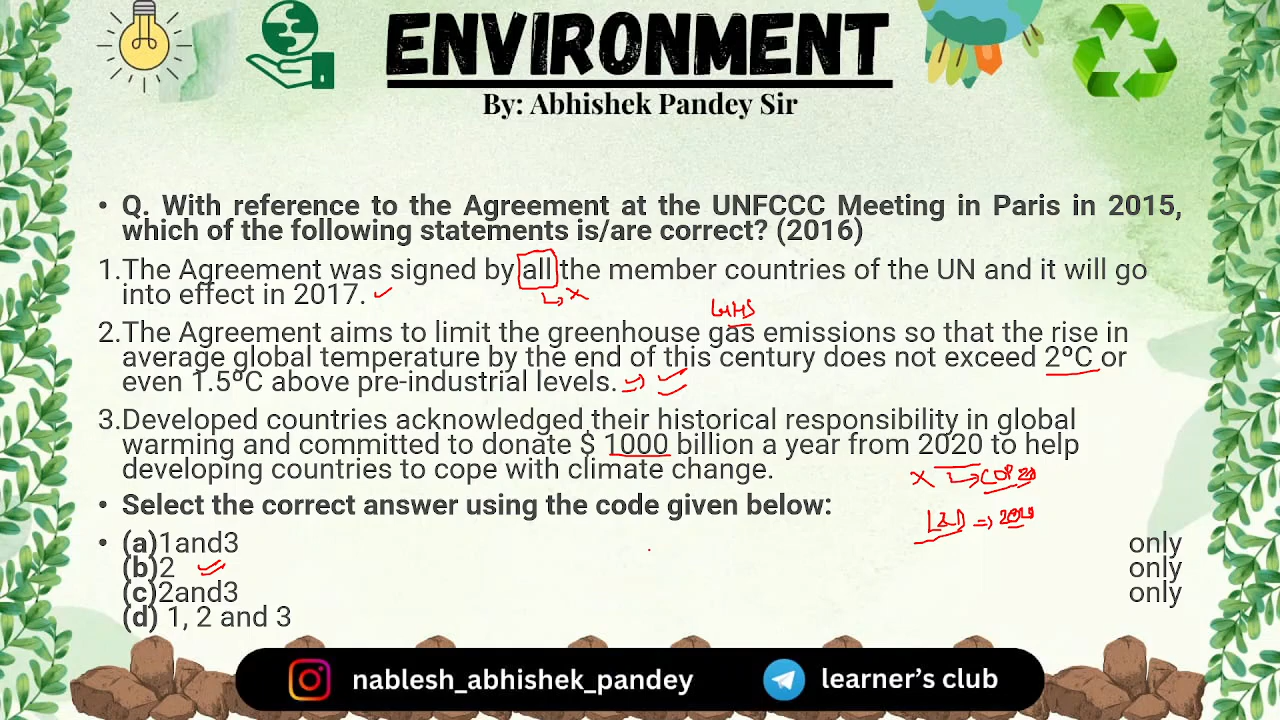 ENVIRONMENT
By: Abhishek Pandey Sir
• Q. With reference to the Agreement at the UNFCCC Meeting in Paris in 2015,
which of the following statements is/are correct? (2016)
1.The Agreement was signed by all the member countries of the UN and it will go
into effect in 2017.
GHS
2.The Agreement aims to limit the greenhouse gas emissions so that the rise in
average global temperature by the end of this century does not exceed 2ºC or
even 1.5ºC above pre-industrial levels.
3.Developed countries acknowledged their historical responsibility in global
warming and committed to donate $ 1000 billion a year from 2020 to help
developing countries to cope with climate change.
• Select the correct answer using the code given below:
• (a)1and3 only
(b)2 only
(c)2and3 only
(d) 1, 2 and 3
nablesh_abhishek_pandey
learner’s club